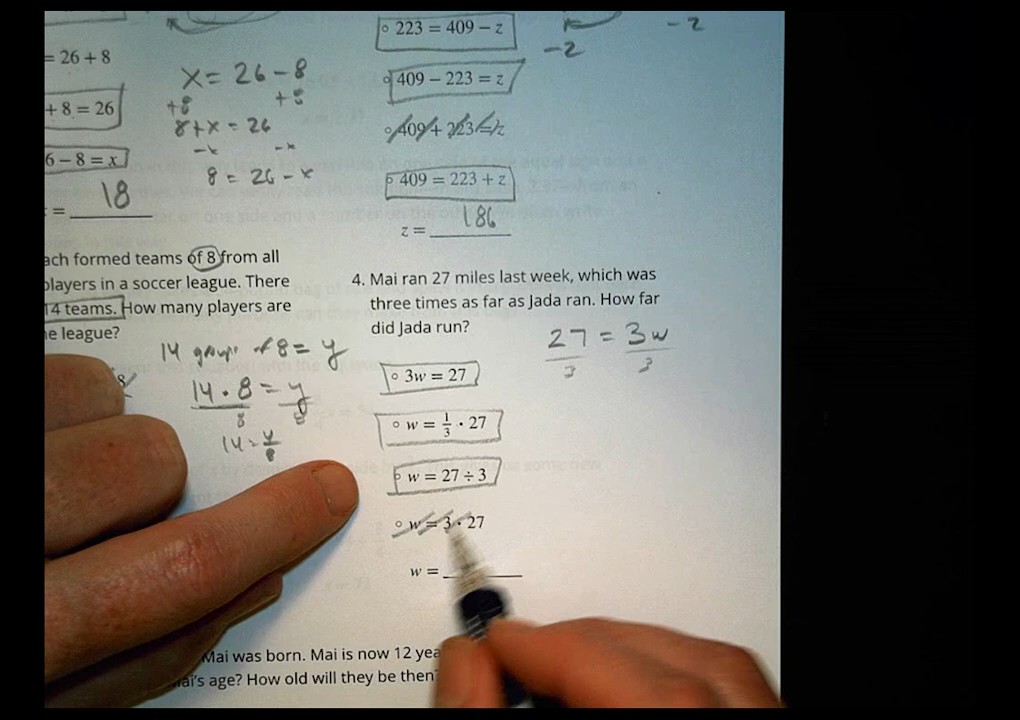 = 26 + 8
+ 8 = 26
6 − 8 = x
= 18
x = 26 − 8
+8 +8
8 + x = 26
−x −x
8 = 26 − x
223 = 409 − z
−z
−z
409 − 223 = z
409 + 223 = z
409 = 223 + z
z = 186
ach formed teams of 8 from all
players in a soccer league. There
14 teams. How many players are
e league?
14 groups of 8 = y
14 · 8 = y
8 8
14 = y/8
4. Mai ran 27 miles last week, which was
three times as far as Jada ran. How far
did Jada run?
27 = 3w
3 3
3w = 27
w = 1/3 · 27
w = 27 ÷ 3
w = 3 · 27
w =
Mai was born. Mai is now 12 yea
ai's age? How old will they be then